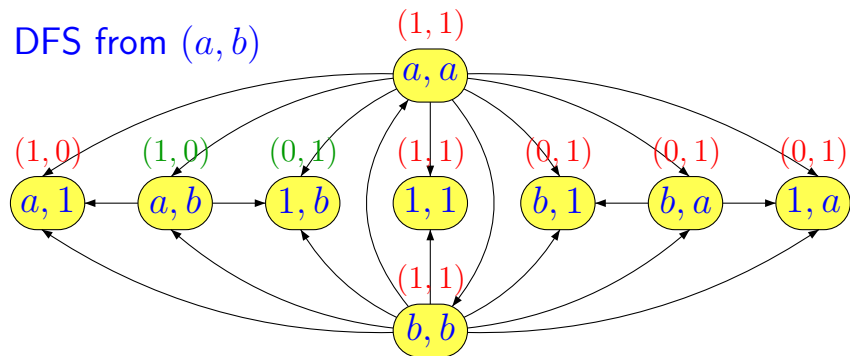 DFS from (a, b)
(1, 1)
a, a
(1, 0) (1, 0) (0, 1) (1, 1) (0, 1) (0, 1) (0, 1)
a, 1 a, b 1, b 1, 1 b, 1 b, a 1, a
(1, 1)
b, b